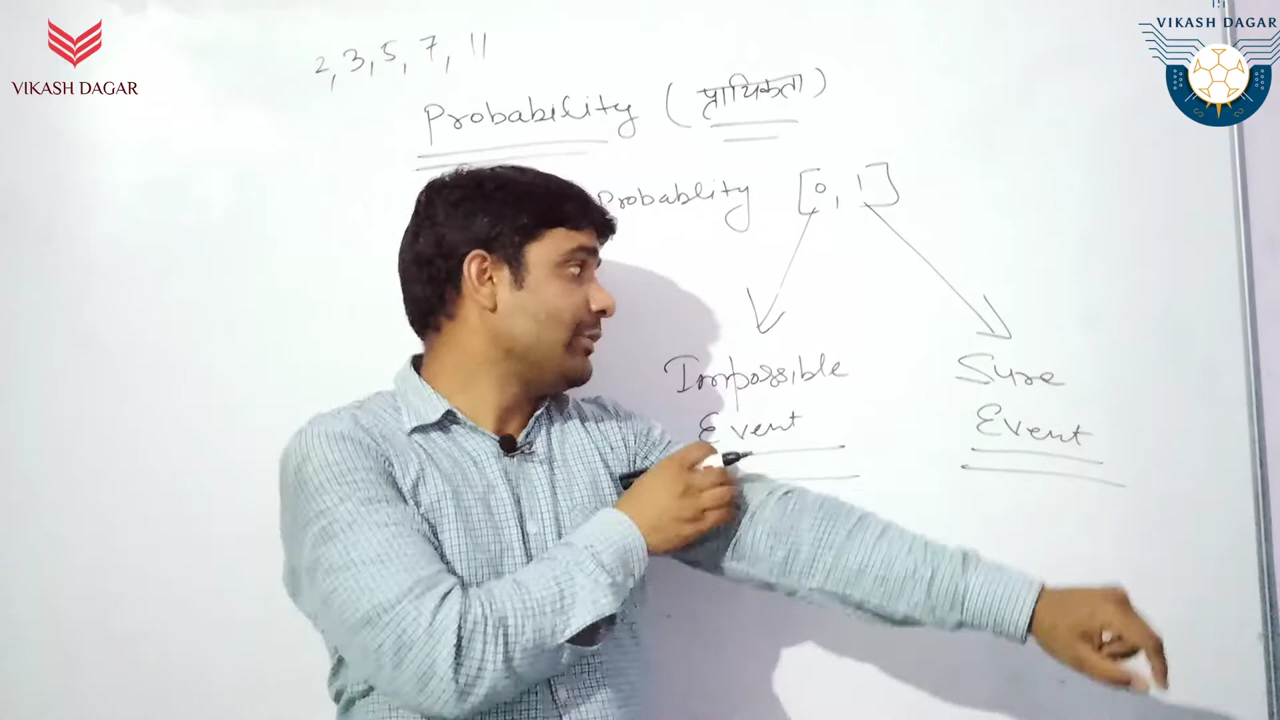 VIKASH DAGAR
VIKASH DAGAR
2, 3, 5, 7, 11
Probability (प्रायिकता)
Probablity [0, 1]
Impossible
Event
Sure
Event